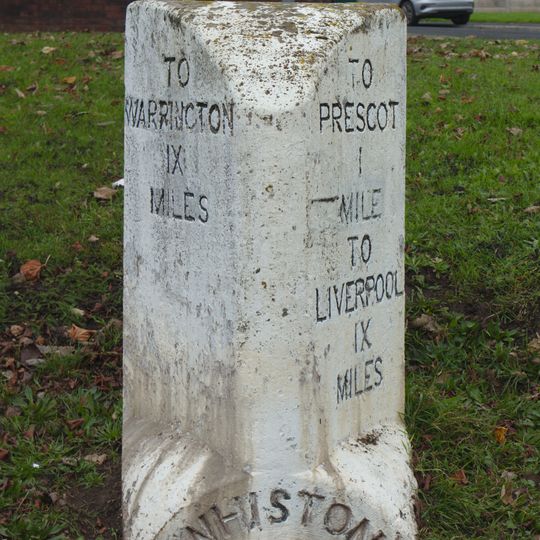 TO
WARRINGTON
IX
MILES
TO
PRESCOT
I
MILE
TO
LIVERPOOL
IX
MILES
WHISTON